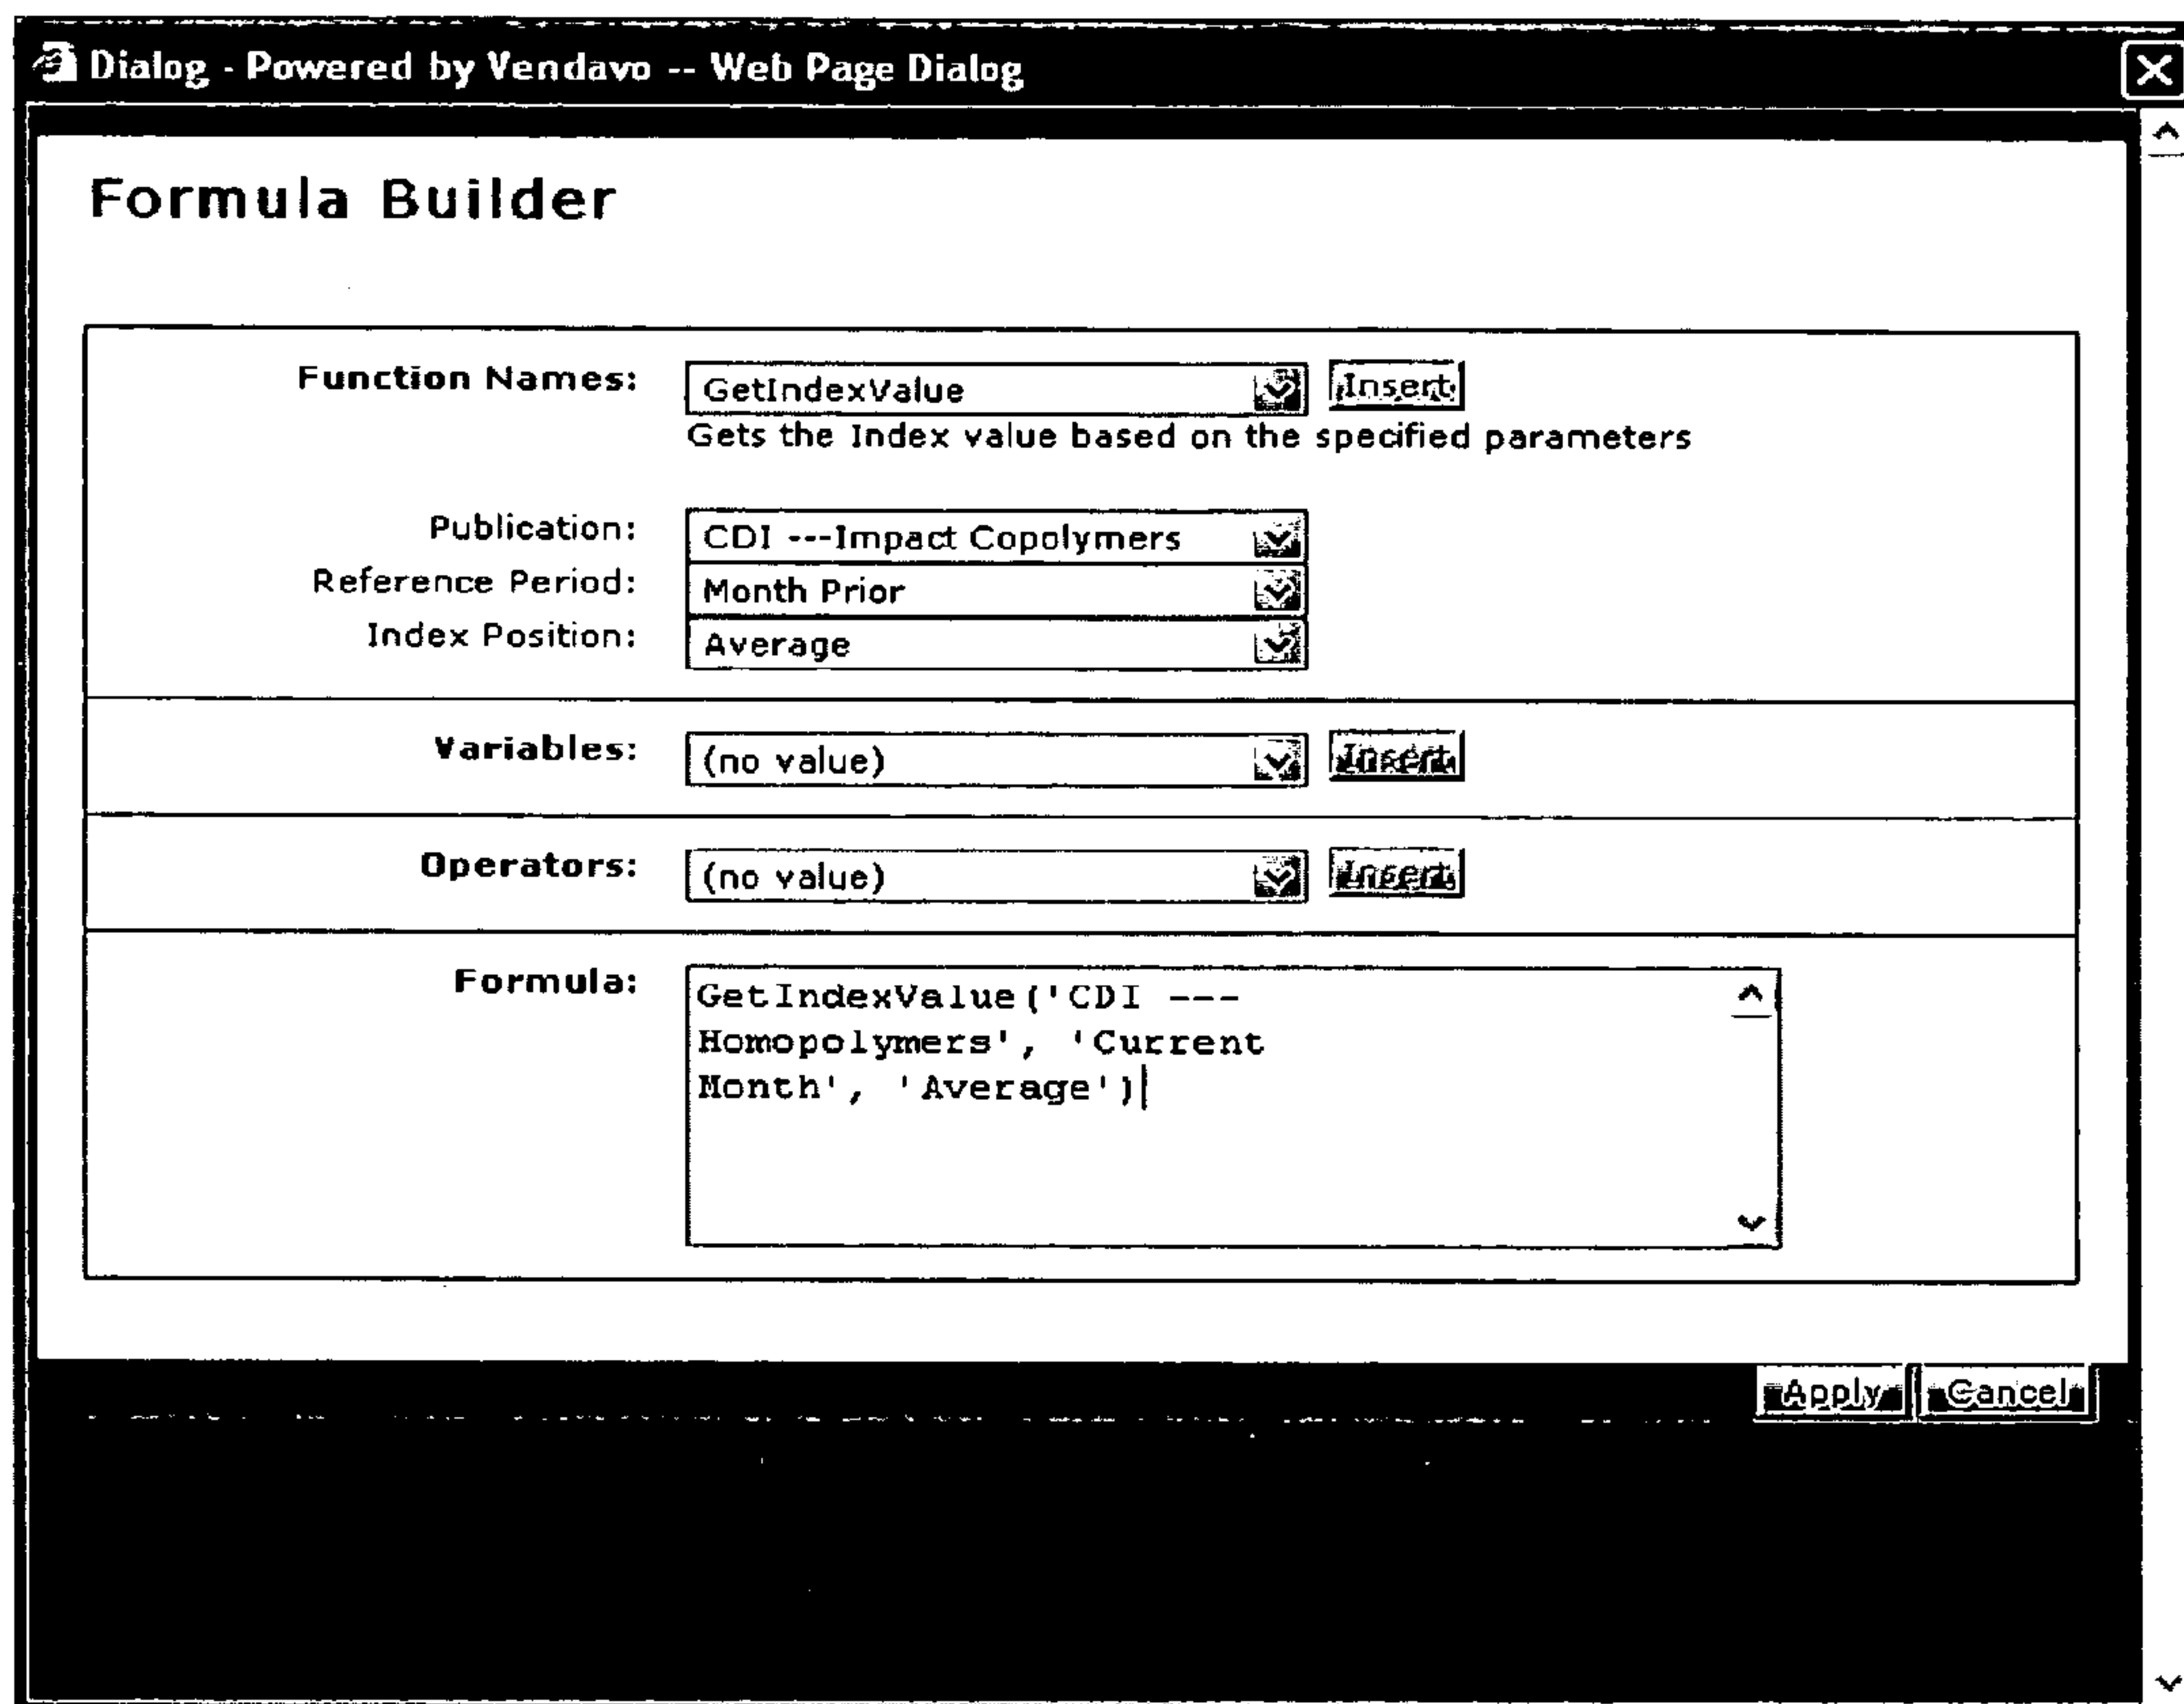 Dialog - Powered by Vendavo -- Web Page Dialog
Formula Builder
Function Names: GetIndexValue Insert
Gets the Index value based on the specified parameters
Publication: CDI ---Impact Copolymers
Reference Period: Month Prior
Index Position: Average
Variables: (no value) Insert
Operators: (no value) Insert
Formula: GetIndexValue('CDI ---
Homopolymers', 'Current
Month', 'Average')
Apply Cancel